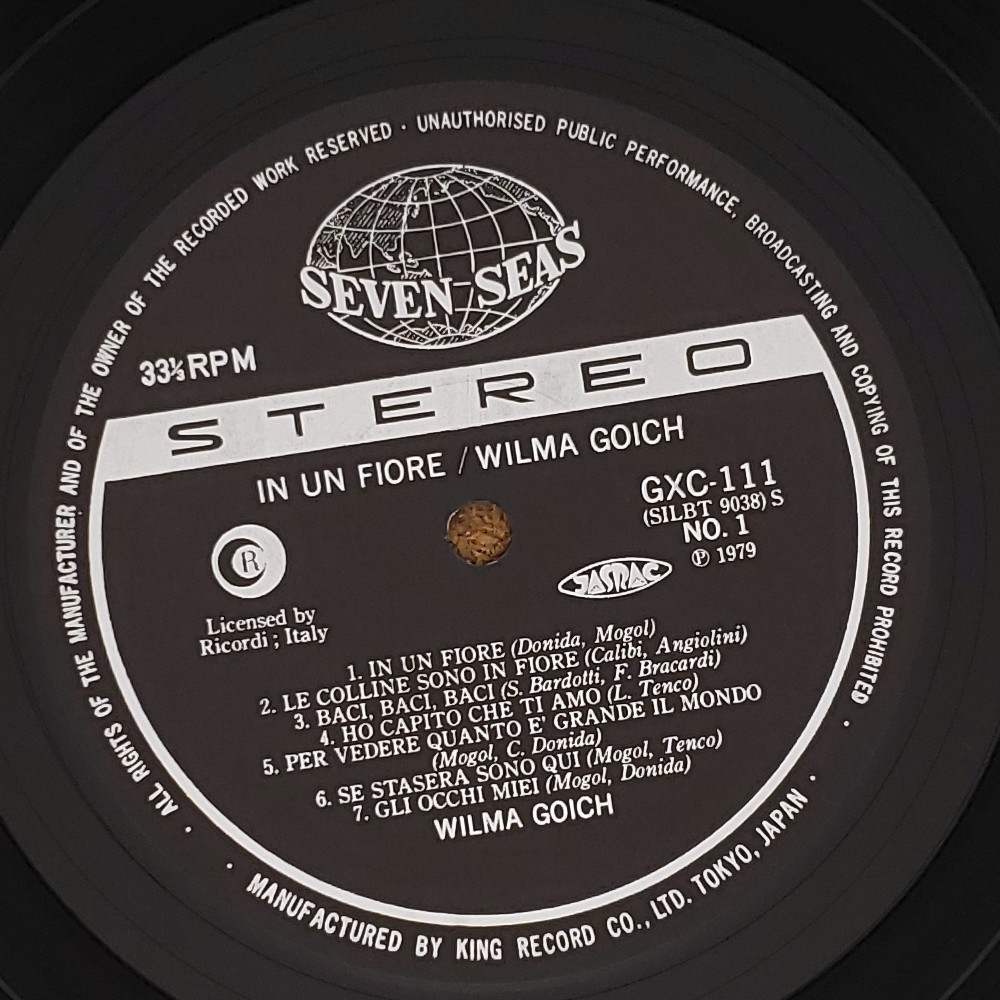 ALL RIGHTS OF THE MANUFACTURER AND OF THE OWNER OF THE RECORDED WORK RESERVED · UNAUTHORISED PUBLIC PERFORMANCE, BROADCASTING AND COPYING OF THIS RECORD PROHIBITED ·
SEVEN SEAS
33⅓ RPM
STEREO
IN UN FIORE / WILMA GOICH
GXC-111
(SILBT 9038) S
NO. 1
℗ 1979
R
JASRAC
Licensed by
Ricordi ; Italy
1. IN UN FIORE (Donida, Mogol)
2. LE COLLINE SONO IN FIORE (Calibi, Angiolini)
3. BACI, BACI, BACI (S. Bardotti, F. Bracardi)
4. HO CAPITO CHE TI AMO (L. Tenco)
5. PER VEDERE QUANTO E' GRANDE IL MONDO
(Mogol, C. Donida)
6. SE STASERA SONO QUI (Mogol, Tenco)
7. GLI OCCHI MIEI (Mogol, Donida)
WILMA GOICH
· MANUFACTURED BY KING RECORD CO., LTD. TOKYO, JAPAN ·